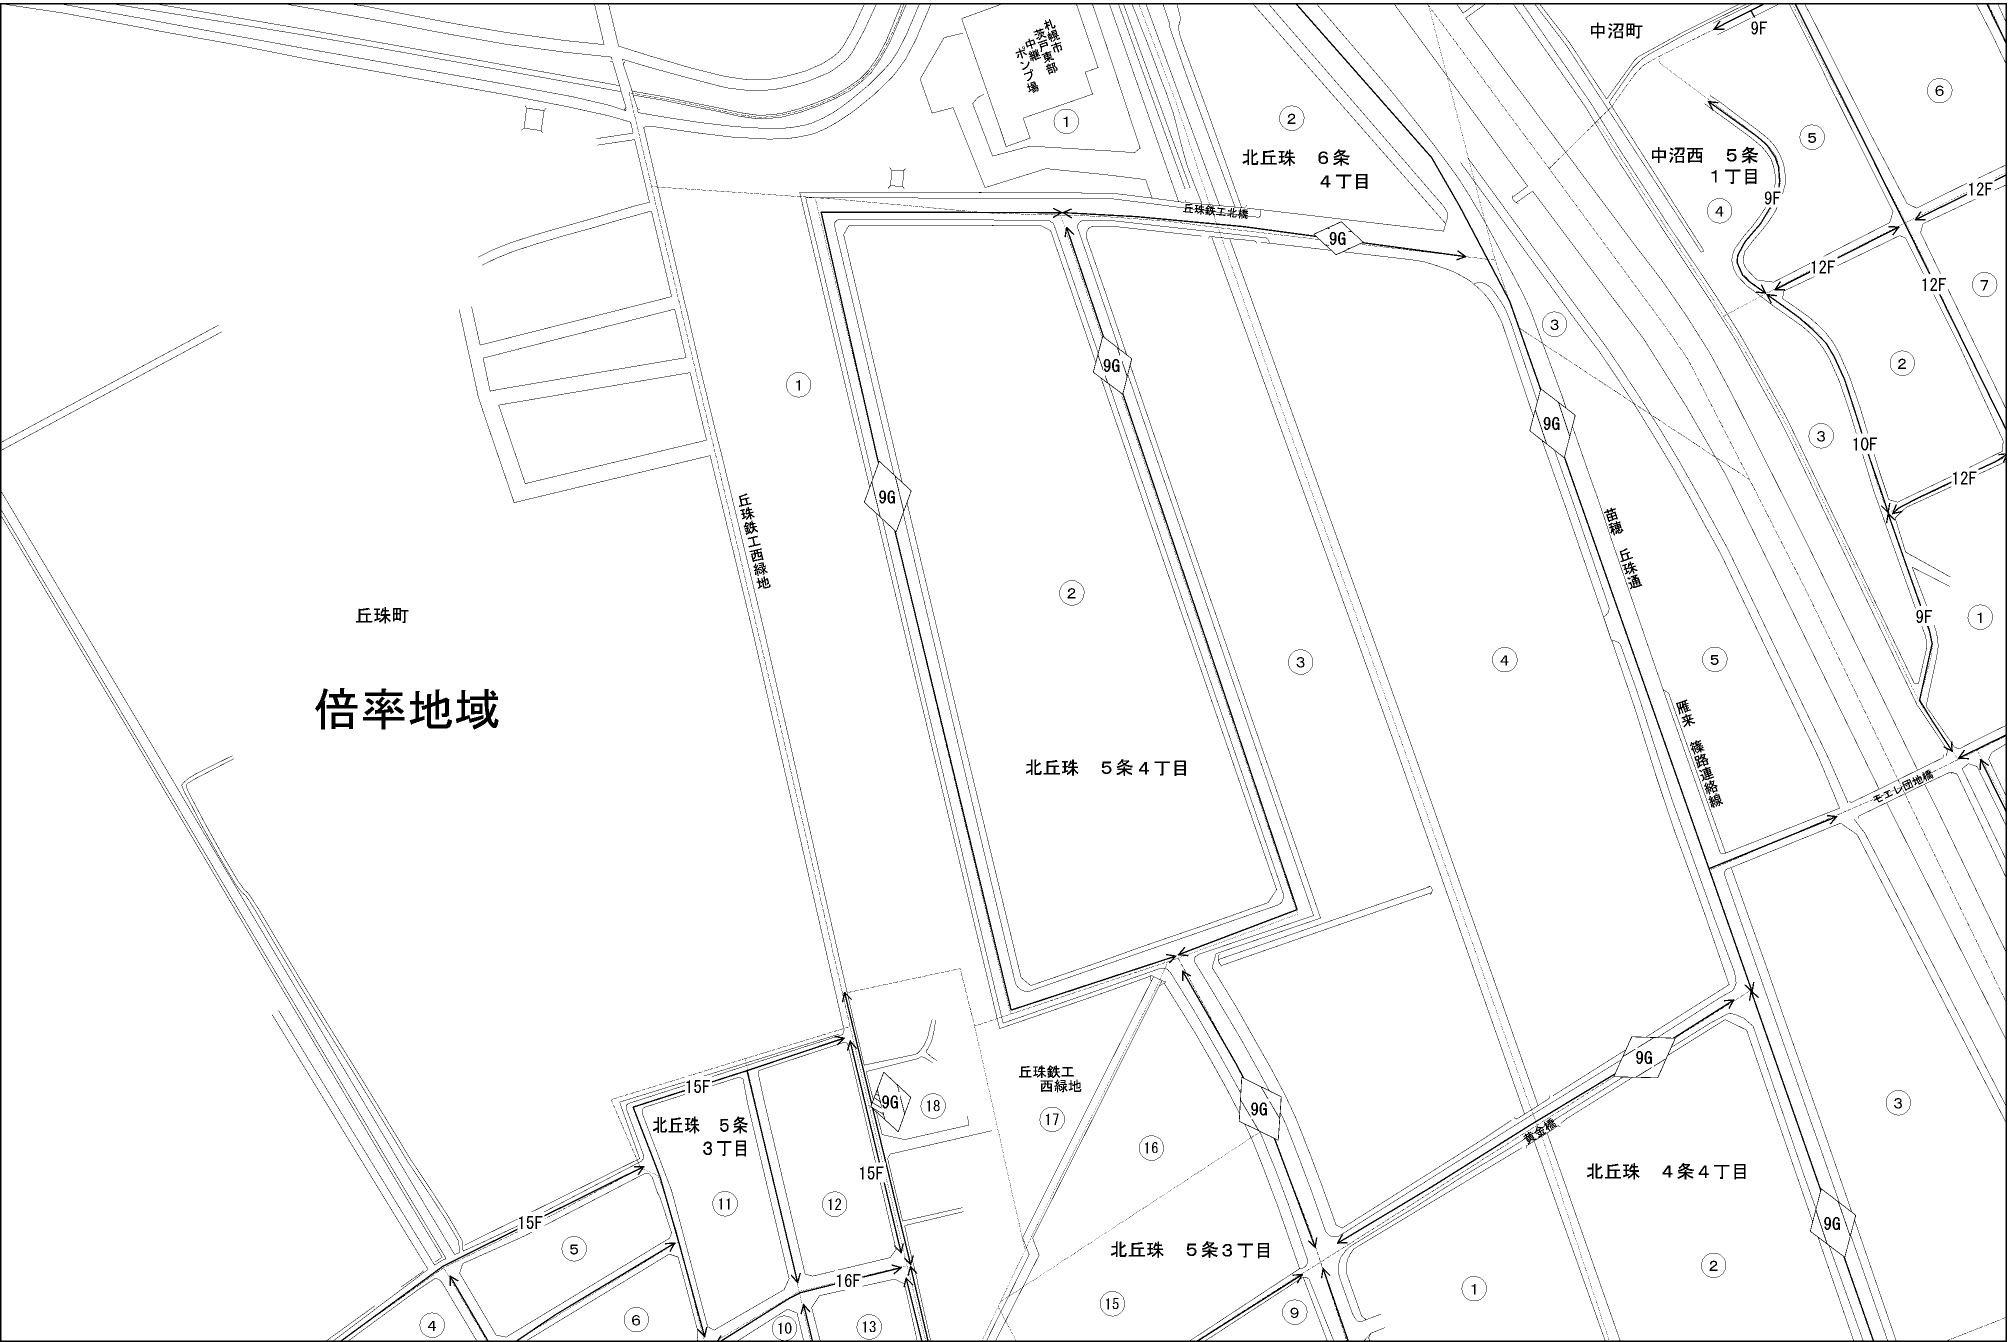 札幌市
茨戸東部
中継
ポンプ場
①
中沼町
9F
⑥
②
北丘珠 6条
4丁目
⑤
中沼西 5条
1丁目
9F
12F
④
丘珠鉄工北橋
9G
12F
12F
⑦
③
9G
①
②
9G
③
10F
12F
9G
丘珠鉄工西緑地
苗穂 丘珠通
②
丘珠町
9F
①
③
④
⑤
倍率地域
雁来 篠路連絡線
北丘珠 5条4丁目
モエレ団地橋
9G
15F
丘珠鉄工
西緑地
9G
⑱
9G
③
北丘珠 5条
3丁目
⑰
黄金橋
⑯
15F
北丘珠 4条4丁目
⑪
⑫
15F
⑤
北丘珠 5条3丁目
9G
②
16F
①
⑮
⑨
④
⑥
⑩
⑬